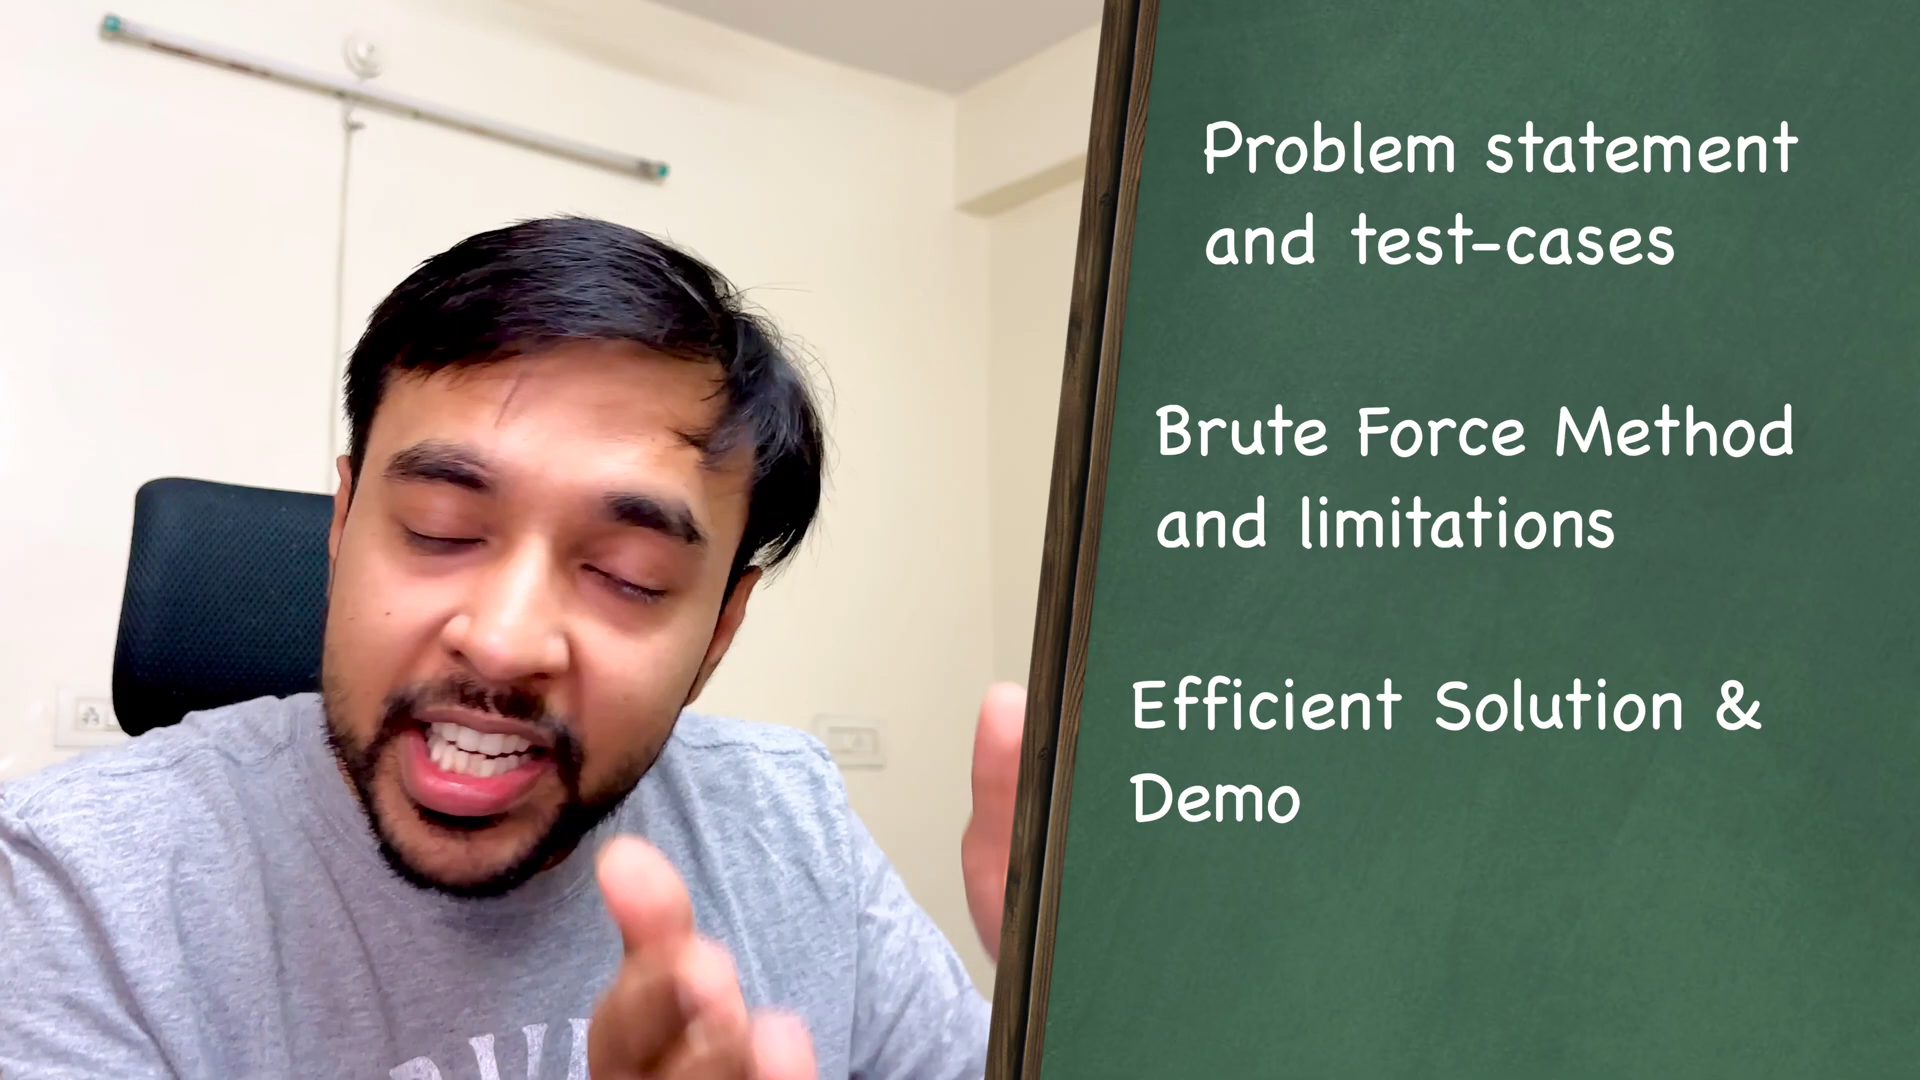 Problem statement
and test-cases
Brute Force Method
and limitations
Efficient Solution &
Demo